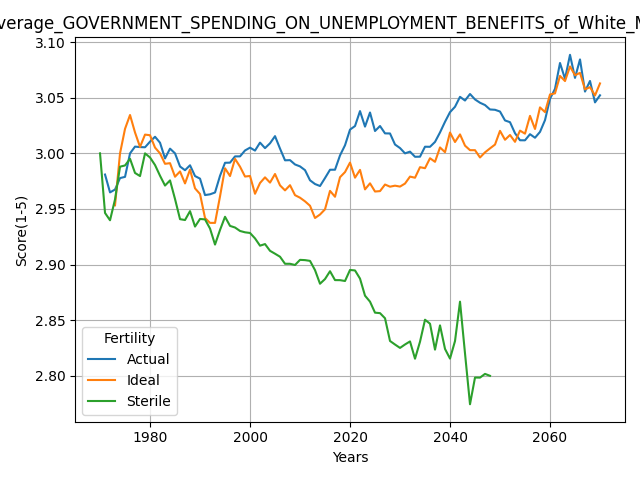 verage_GOVERNMENT_SPENDING_ON_UNEMPLOYMENT_BENEFITS_of_White_M
3.10
3.05
3.00
2.95
2.90
2.85
2.80
Score(1-5)
Fertility
Actual
Ideal
Sterile
1980 2000 2020 2040 2060
Years